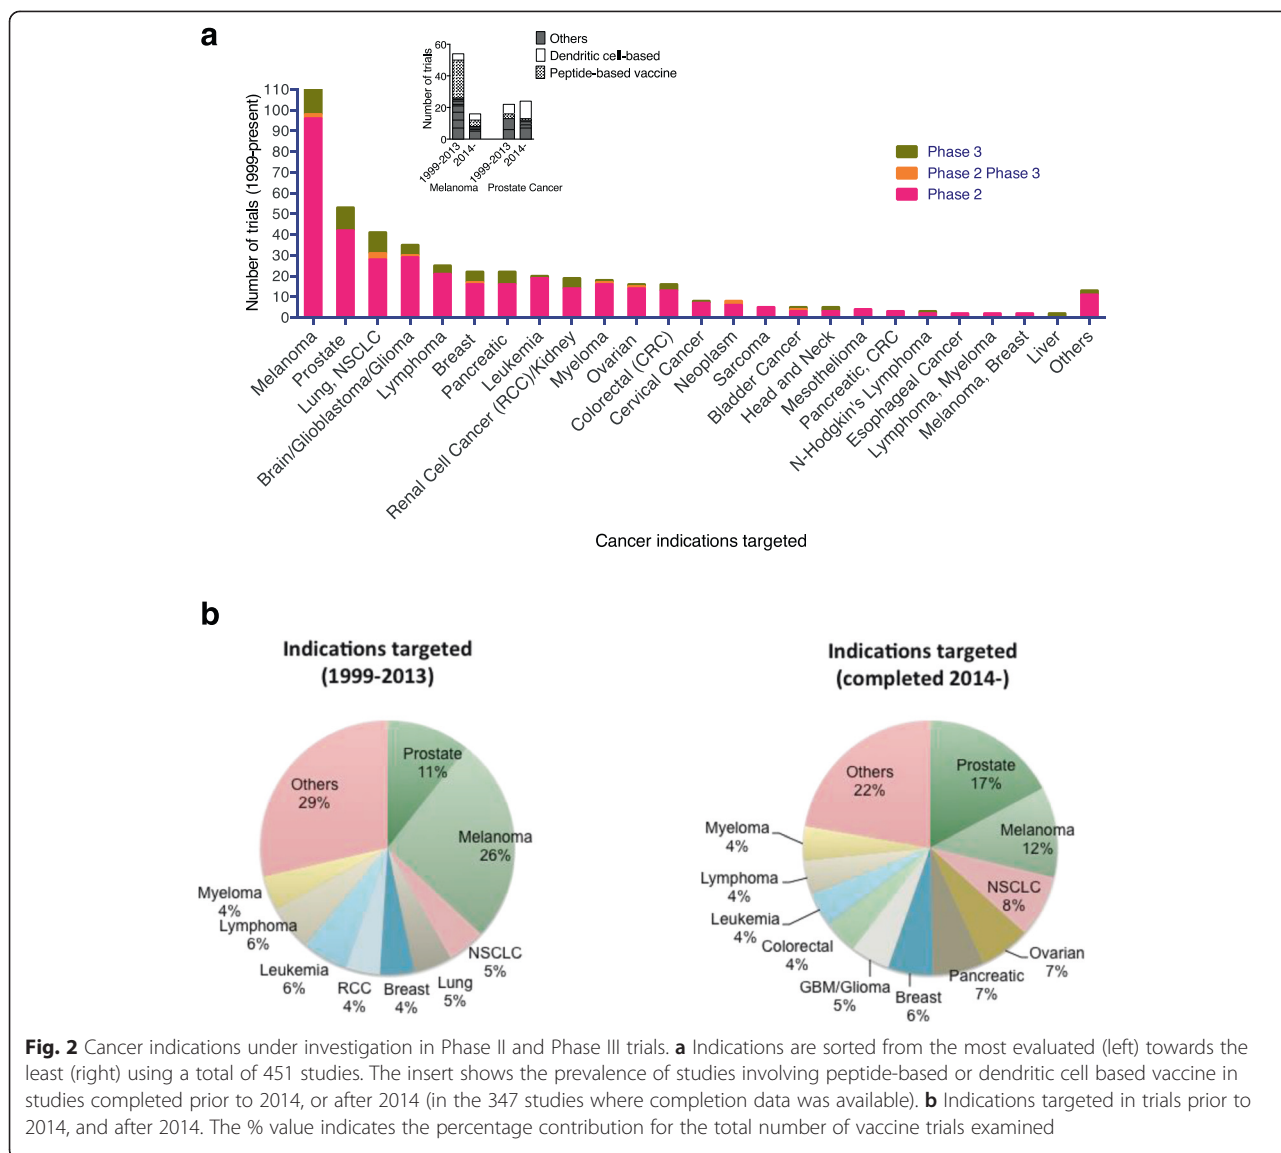 a
60
40
20
0
Number of trials
1999-2013
2014-
1999-2013
2014-
Melanoma
Prostate Cancer
Others
Dendritic cell-based
Peptide-based vaccine
Number of trials (1999-present)
110
100
90
80
70
60
50
40
30
20
10
0
Phase 3
Phase 2 Phase 3
Phase 2
Melanoma
Prostate
Lung, NSCLC
Brain/Glioblastoma/Glioma
Lymphoma
Breast
Pancreatic
Leukemia
Renal Cell Cancer (RCC)/Kidney
Myeloma
Ovarian
Colorectal (CRC)
Cervical Cancer
Neoplasm
Sarcoma
Bladder Cancer
Head and Neck
Mesothelioma
Pancreatic, CRC
N-Hodgkin's Lymphoma
Esophageal Cancer
Lymphoma, Myeloma
Melanoma, Breast
Liver
Others
Cancer indications targeted
b
Indications targeted
(1999-2013)
Prostate
11%
Melanoma
26%
NSCLC
5%
Lung
5%
Breast
4%
RCC
4%
Leukemia
6%
Lymphoma
6%
Myeloma
4%
Others
29%
Indications targeted
(completed 2014-)
Prostate
17%
Melanoma
12%
NSCLC
8%
Ovarian
7%
Pancreatic
7%
Breast
6%
GBM/Glioma
5%
Colorectal
4%
Leukemia
4%
Lymphoma
4%
Myeloma
4%
Others
22%
Fig. 2 Cancer indications under investigation in Phase II and Phase III trials. a Indications are sorted from the most evaluated (left) towards the
least (right) using a total of 451 studies. The insert shows the prevalence of studies involving peptide-based or dendritic cell based vaccine in
studies completed prior to 2014, or after 2014 (in the 347 studies where completion data was available). b Indications targeted in trials prior to
2014, and after 2014. The % value indicates the percentage contribution for the total number of vaccine trials examined